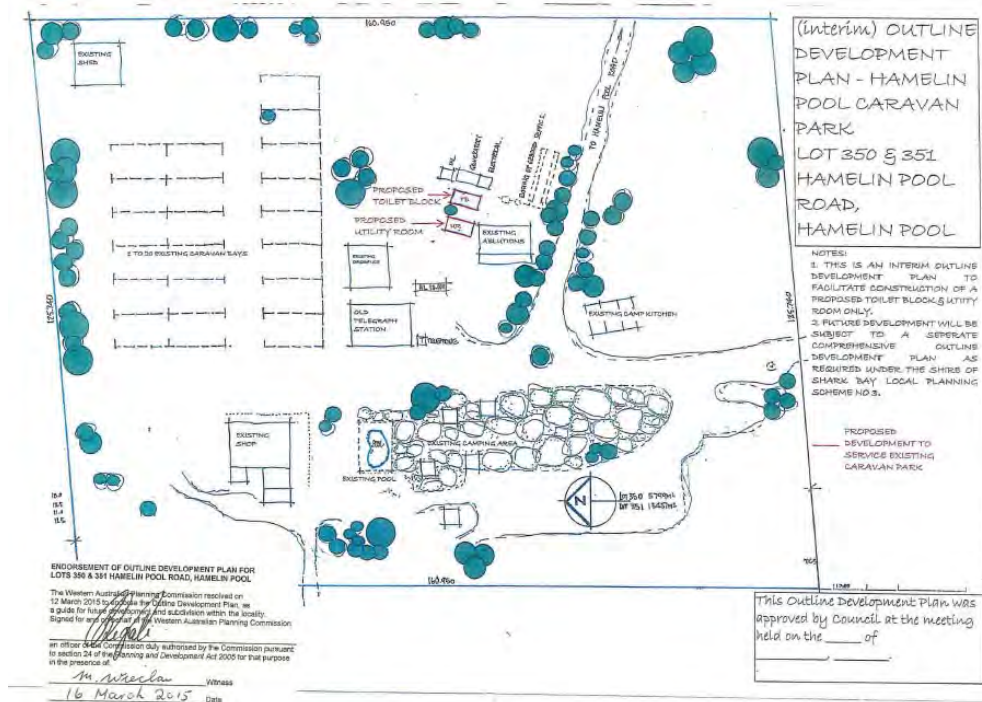 160.950
(interim) OUTLINE
DEVELOPMENT
PLAN - HAMELIN
POOL CARAVAN
PARK
LOT 350 & 351
HAMELIN POOL
ROAD,
HAMELIN POOL
EXISTING
SHED
TO HAMELIN POOL ROAD
PROPOSED
TOILET BLOCK
TB
PROPOSED
UTILITY ROOM
UR
EXISTING
ABLUTIONS
EXISTING
OLD
TELEGRAPH
STATION
EXISTING CAMP KITCHEN
125.740
NOTES:
1. THIS IS AN INTERIM OUTLINE
DEVELOPMENT PLAN TO
FACILITATE CONSTRUCTION OF A
PROPOSED TOILET BLOCK & UTILITY
ROOM ONLY.
2. FUTURE DEVELOPMENT WILL BE
SUBJECT TO A SEPERATE
COMPREHENSIVE OUTLINE
DEVELOPMENT PLAN AS
REQUIRED UNDER THE SHIRE OF
SHARK BAY LOCAL PLANNING
SCHEME NO 3.
PROPOSED
DEVELOPMENT TO
SERVICE EXISTING
CARAVAN PARK
EXISTING
SHOP
EXISTING CAMPING AREA
EXISTING POOL
Z
160.950
ENDORSEMENT OF OUTLINE DEVELOPMENT PLAN FOR
LOTS 350 & 351 HAMELIN POOL ROAD, HAMELIN POOL
The Western Australian Planning Commission resolved on
12 March 2015 to endorse the Outline Development Plan, as
a guide for future development and subdivision within the locality.
Signed for and on behalf of the Western Australian Planning Commission
an officer of the Commission duly authorised by the Commission pursuant
to section 24 of the Planning and Development Act 2005 for that purpose
in the presence of.
Witness
16 March 2015 Date
This Outline Development Plan was
approved by Council at the meeting
held on the _____ of